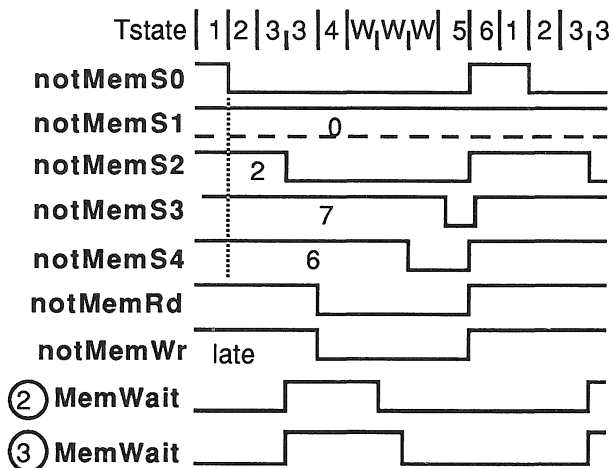 Tstate 1 2 3 3 4 W W W 5 6 1 2 3 3
notMemS0
notMemS1 0
notMemS2 2
notMemS3 7
notMemS4 6
notMemRd
notMemWr late
2 MemWait
3 MemWait